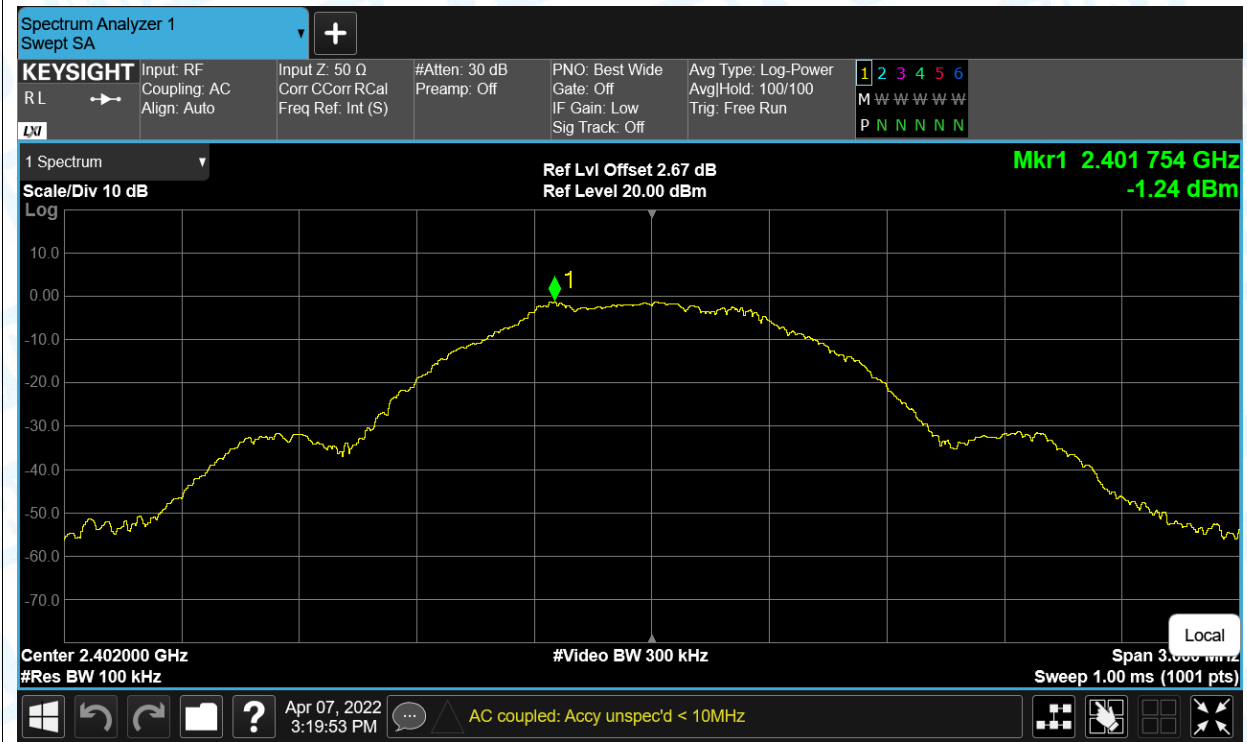 Spectrum Analyzer 1
Swept SA
KEYSIGHT
R L
LXI
Input: RF
Coupling: AC
Align: Auto
Input Z: 50 Ω
Corr CCorr RCal
Freq Ref: Int (S)
#Atten: 30 dB
Preamp: Off
PNO: Best Wide
Gate: Off
IF Gain: Low
Sig Track: Off
Avg Type: Log-Power
Avg|Hold: 100/100
Trig: Free Run
1 2 3 4 5 6
M W W W W W
P N N N N N
1 Spectrum
Scale/Div 10 dB
Log
Ref Lvl Offset 2.67 dB
Ref Level 20.00 dBm
Mkr1 2.401 754 GHz
-1.24 dBm
10.0
0.00
-10.0
-20.0
-30.0
-40.0
-50.0
-60.0
-70.0
1
Center 2.402000 GHz
#Res BW 100 kHz
#Video BW 300 kHz
Local
Span 3.000 MHz
Sweep 1.00 ms (1001 pts)
?
Apr 07, 2022
3:19:53 PM
AC coupled: Accy unspec'd < 10MHz